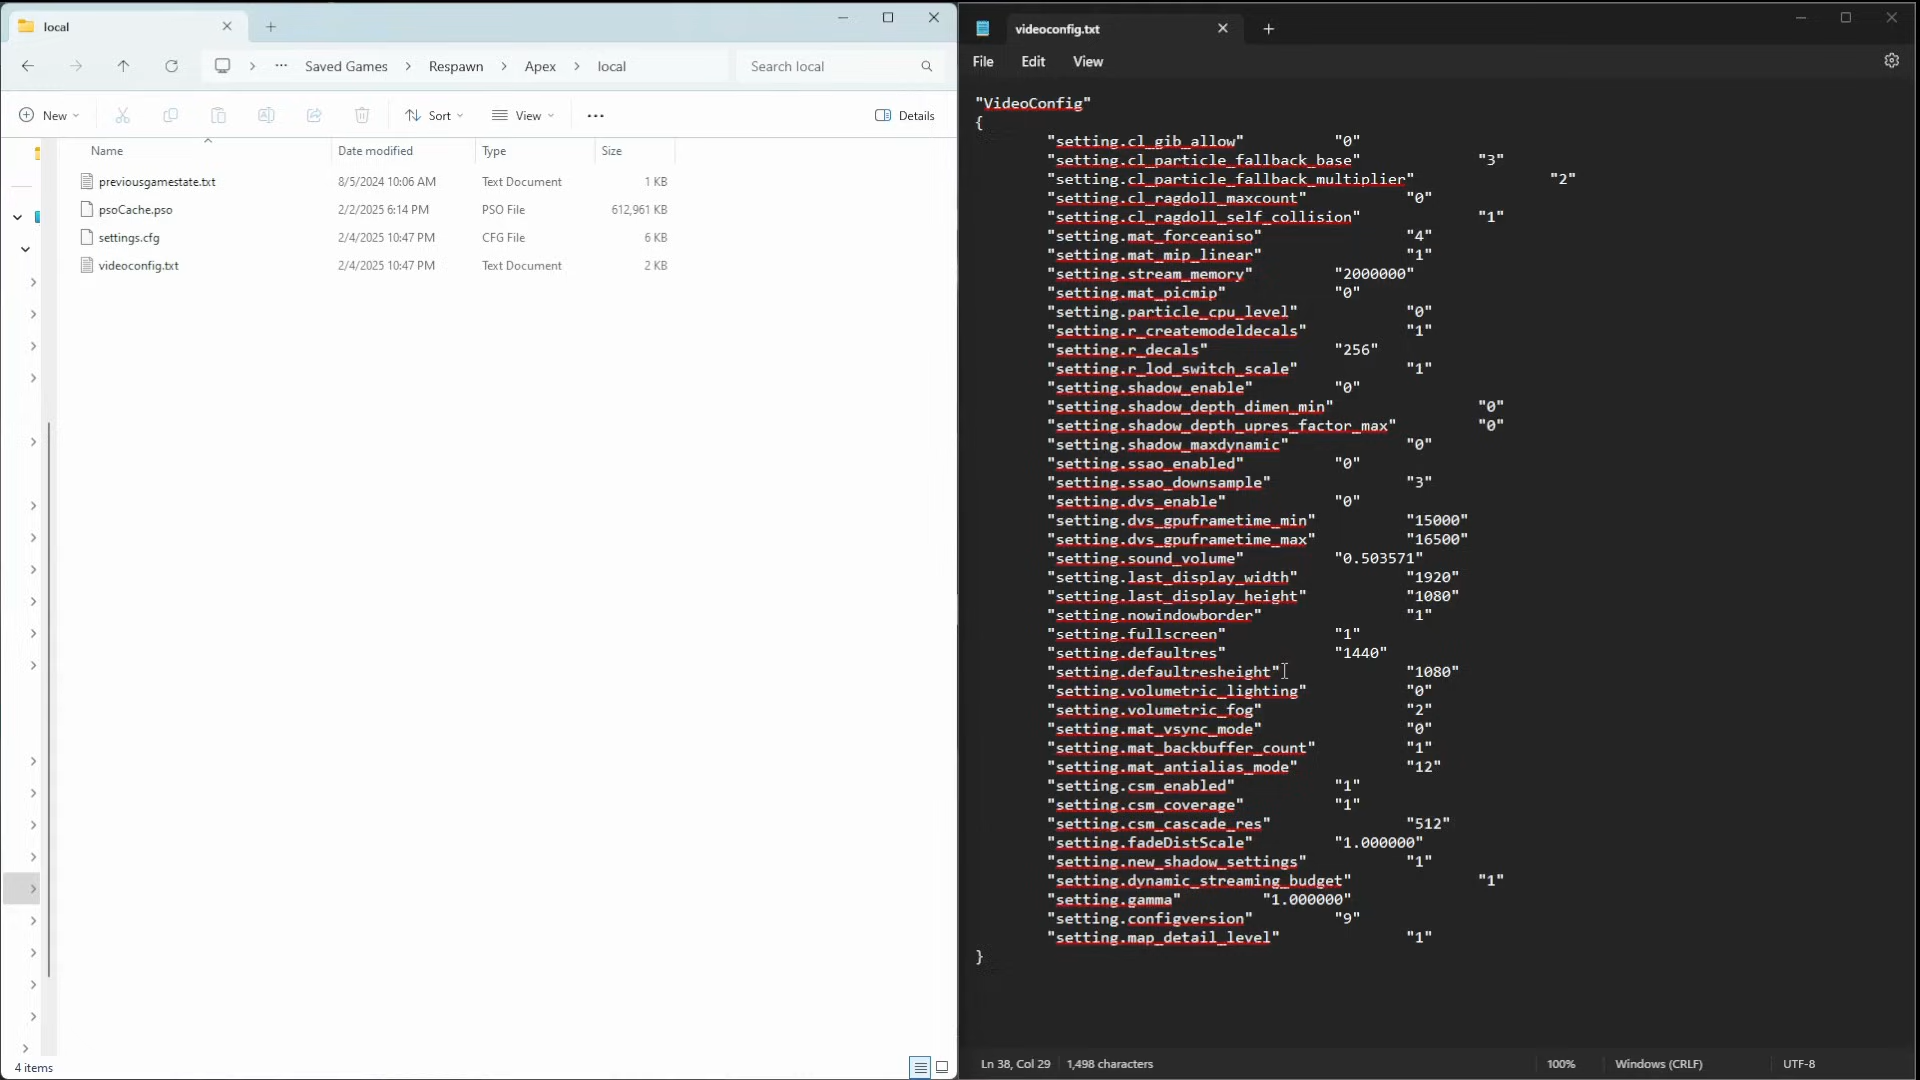 local
Saved Games
Respawn
Apex
local
Search local
New
Sort
View
Details
Name Date modified Type Size
previousgamestate.txt 8/5/2024 10:06 AM Text Document 1 KB
psoCache.pso 2/2/2025 6:14 PM PSO File 612,961 KB
settings.cfg 2/4/2025 10:47 PM CFG File 6 KB
videoconfig.txt 2/4/2025 10:47 PM Text Document 2 KB
4 items
videoconfig.txt
File Edit View
"VideoConfig"
{
"setting.cl_gib_allow" "0"
"setting.cl_particle_fallback_base" "3"
"setting.cl_particle_fallback_multiplier" "2"
"setting.cl_ragdoll_maxcount" "0"
"setting.cl_ragdoll_self_collision" "1"
"setting.mat_forceaniso" "4"
"setting.mat_mip_linear" "1"
"setting.stream_memory" "2000000"
"setting.mat_picmip" "0"
"setting.particle_cpu_level" "0"
"setting.r_createmodeldecals" "1"
"setting.r_decals" "256"
"setting.r_lod_switch_scale" "1"
"setting.shadow_enable" "0"
"setting.shadow_depth_dimen_min" "0"
"setting.shadow_depth_upres_factor_max" "0"
"setting.shadow_maxdynamic" "0"
"setting.ssao_enabled" "0"
"setting.ssao_downsample" "3"
"setting.dvs_enable" "0"
"setting.dvs_gpuframetime_min" "15000"
"setting.dvs_gpuframetime_max" "16500"
"setting.sound_volume" "0.503571"
"setting.last_display_width" "1920"
"setting.last_display_height" "1080"
"setting.nowindowborder" "1"
"setting.fullscreen" "1"
"setting.defaultres" "1440"
"setting.defaultresheight" "1080"
"setting.volumetric_lighting" "0"
"setting.volumetric_fog" "2"
"setting.mat_vsync_mode" "0"
"setting.mat_backbuffer_count" "1"
"setting.mat_antialias_mode" "12"
"setting.csm_enabled" "1"
"setting.csm_coverage" "1"
"setting.csm_cascade_res" "512"
"setting.fadeDistScale" "1.000000"
"setting.new_shadow_settings" "1"
"setting.dynamic_streaming_budget" "1"
"setting.gamma" "1.000000"
"setting.configversion" "9"
"setting.map_detail_level" "1"
}
Ln 38, Col 29 1,498 characters 100% Windows (CRLF) UTF-8